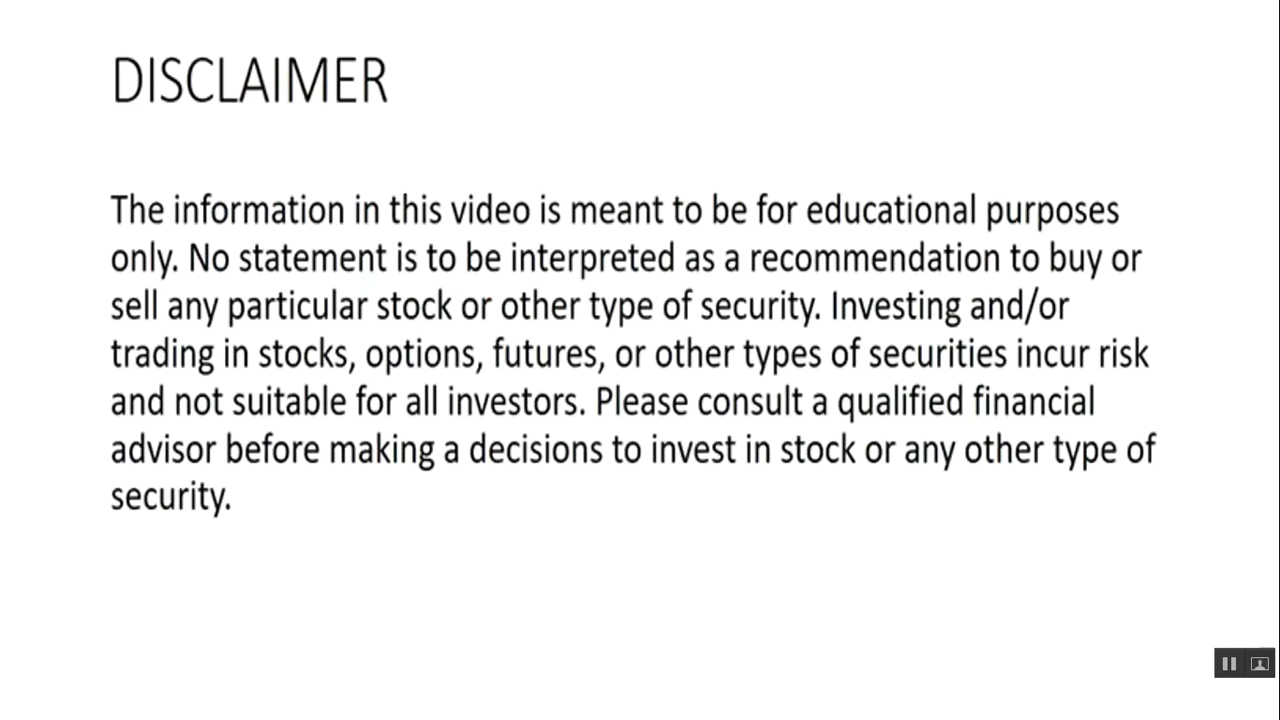 DISCLAIMER
The information in this video is meant to be for educational purposes
only. No statement is to be interpreted as a recommendation to buy or
sell any particular stock or other type of security. Investing and/or
trading in stocks, options, futures, or other types of securities incur risk
and not suitable for all investors. Please consult a qualified financial
advisor before making a decisions to invest in stock or any other type of
security.